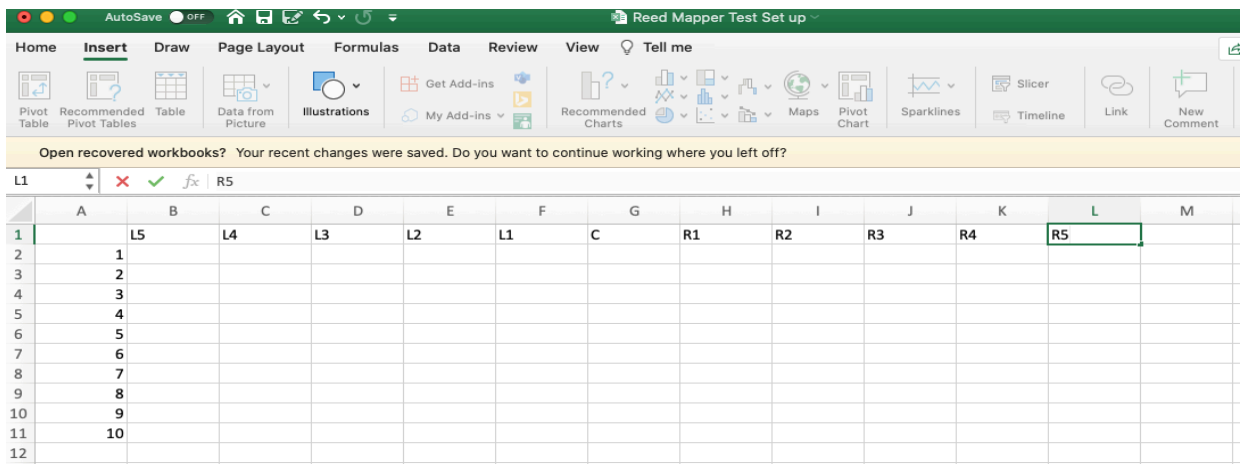 AutoSave OFF Reed Mapper Test Set up
Home Insert Draw Page Layout Formulas Data Review View Tell me
Pivot Table Recommended Pivot Tables Table Data from Picture Illustrations Get Add-ins My Add-ins Recommended Charts Maps Pivot Chart Sparklines Slicer Timeline Link New Comment
Open recovered workbooks? Your recent changes were saved. Do you want to continue working where you left off?
L1 fx R5
A B C D E F G H I J K L M
1 L5 L4 L3 L2 L1 C R1 R2 R3 R4 R5
2 1
3 2
4 3
5 4
6 5
7 6
8 7
9 8
10 9
11 10
12